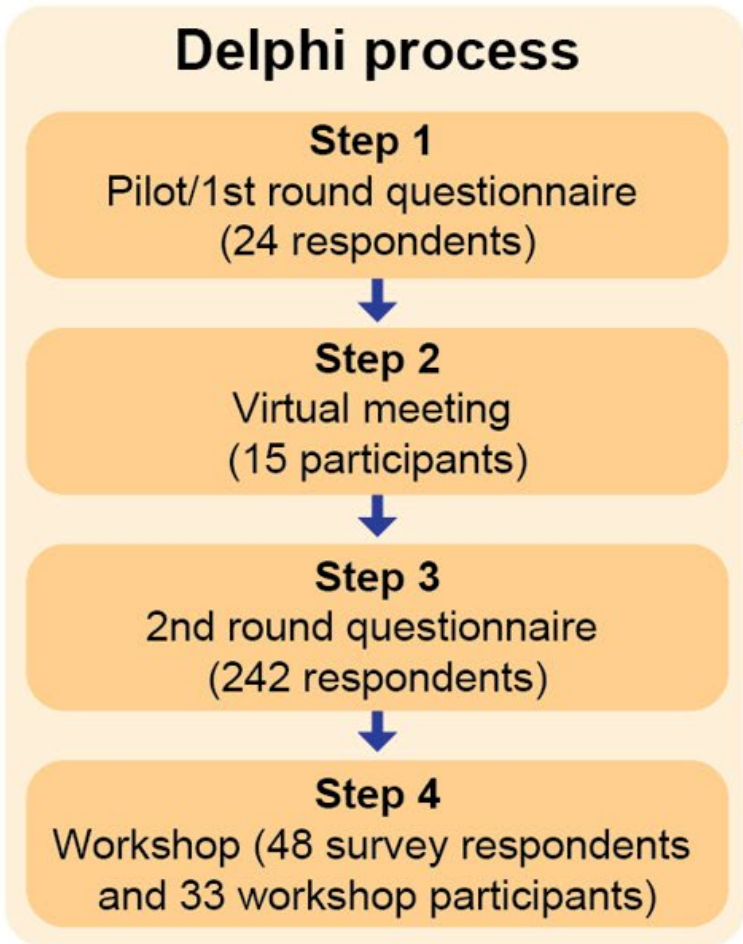 Delphi process
Step 1
Pilot/1st round questionnaire
(24 respondents)
Step 2
Virtual meeting
(15 participants)
Step 3
2nd round questionnaire
(242 respondents)
Step 4
Workshop (48 survey respondents
and 33 workshop participants)